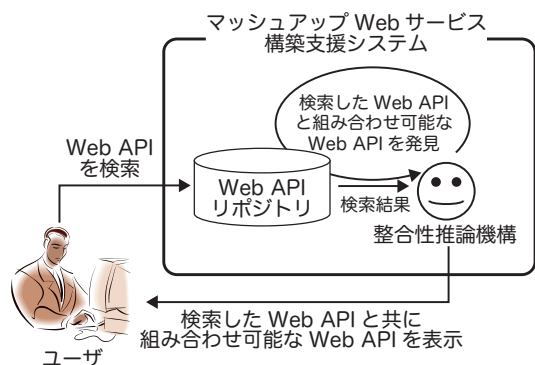 マッシュアップ Web サービス
構築支援システム
検索した Web API
と組み合わせ可能な
Web API を発見
Web API
を検索
Web API
リポジトリ
検索結果
整合性推論機構
検索した Web API と共に
組み合わせ可能な Web API を表示
ユーザ